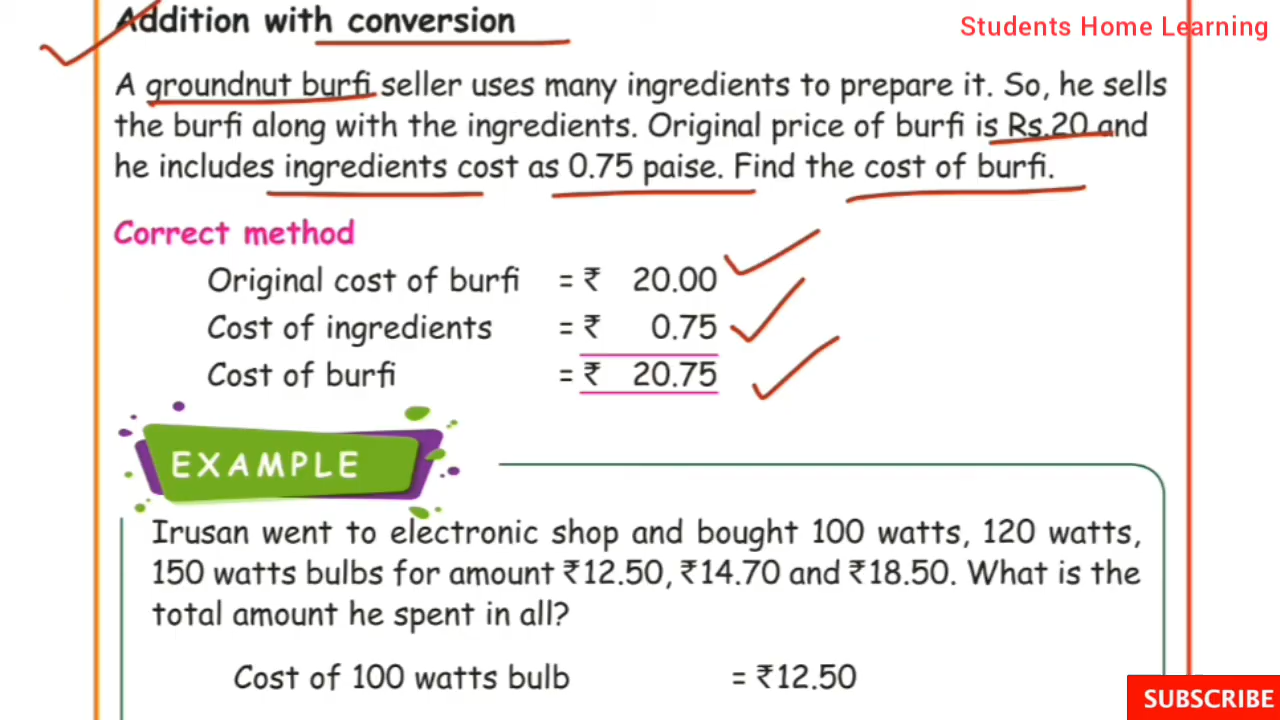 Addition with conversion
Students Home Learning
A groundnut burfi seller uses many ingredients to prepare it. So, he sells
the burfi along with the ingredients. Original price of burfi is Rs.20 and
he includes ingredients cost as 0.75 paise. Find the cost of burfi.
Correct method
Original cost of burfi = ₹ 20.00
Cost of ingredients = ₹ 0.75
Cost of burfi = ₹ 20.75
EXAMPLE
Irusan went to electronic shop and bought 100 watts, 120 watts,
150 watts bulbs for amount ₹12.50, ₹14.70 and ₹18.50. What is the
total amount he spent in all?
Cost of 100 watts bulb = ₹12.50
SUBSCRIBE